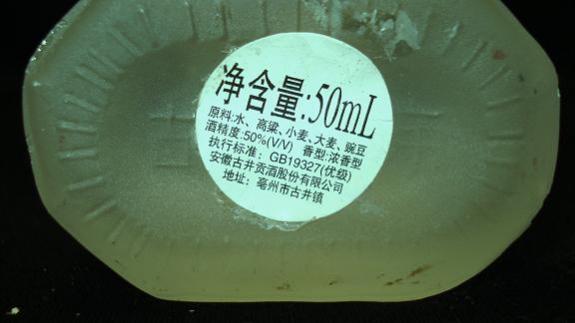 净含量:50mL
原料:水、高粱、小麦、大麦、豌豆
酒精度:50%(V/V) 香型:浓香型
执行标准: GB19327(优级)
安徽古井贡酒股份有限公司
地址: 亳州市古井镇